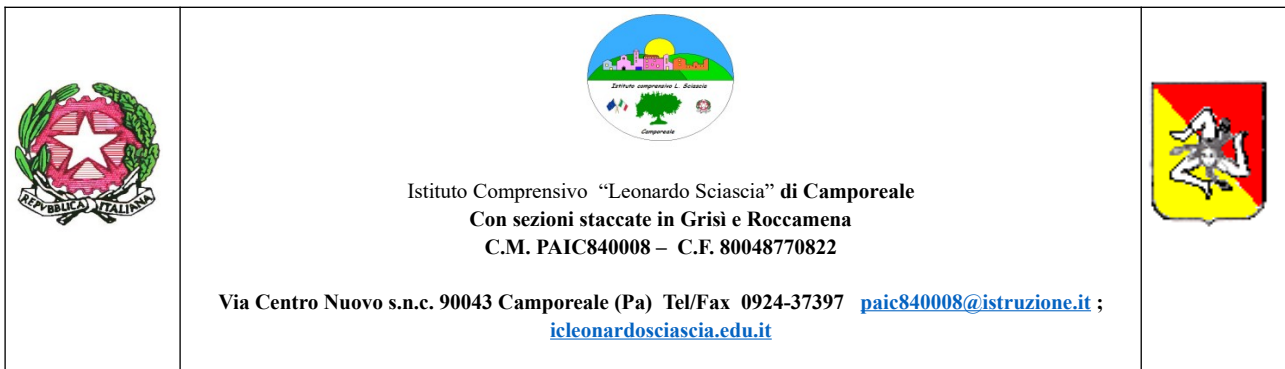 REPVBBLICA ITALIANA
Istituto comprensivo L. Sciascia
Camporeale
Istituto Comprensivo “Leonardo Sciascia” di Camporeale
Con sezioni staccate in Grisì e Roccamena
C.M. PAIC840008 – C.F. 80048770822
Via Centro Nuovo s.n.c. 90043 Camporeale (Pa) Tel/Fax 0924-37397 paic840008@istruzione.it ;
icleonardosciascia.edu.it